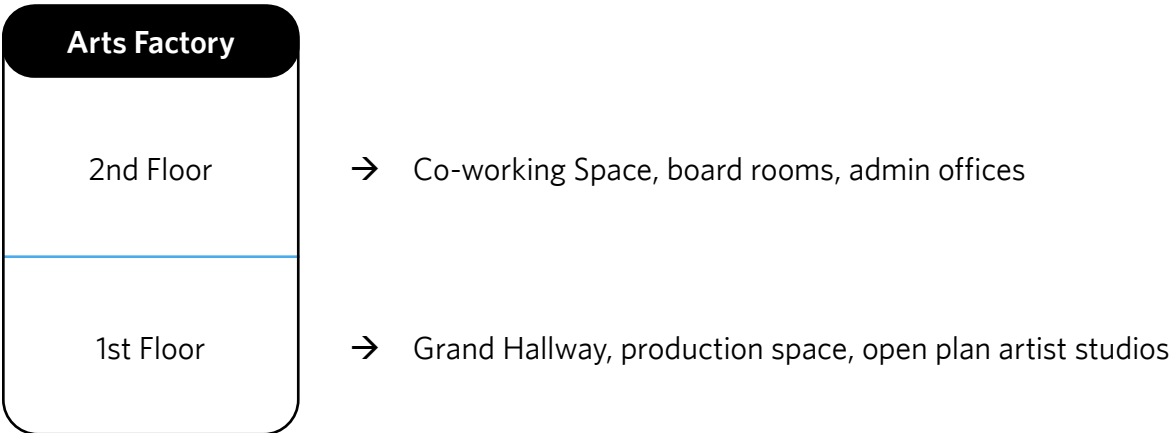 Arts Factory
2nd Floor → Co-working Space, board rooms, admin offices
1st Floor → Grand Hallway, production space, open plan artist studios